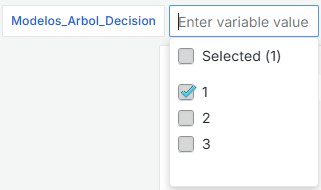 Modelos_Arbol_Decision
Enter variable value
Selected (1)
1
2
3